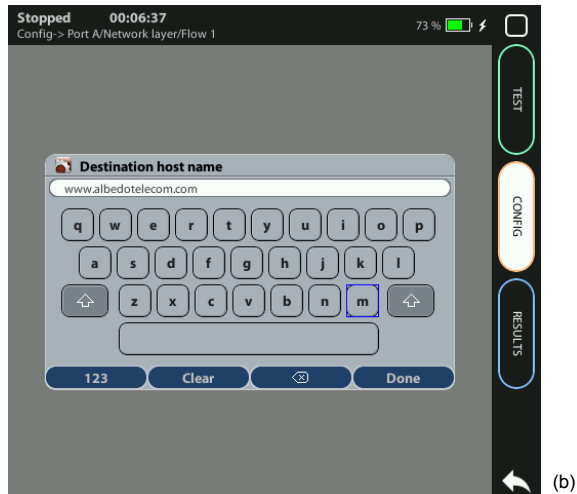 Stopped 00:06:37
73 %
Config-> Port A/Network layer/Flow 1
TEST
Destination host name
www.albedotelecom.com
q w e r t y u i o p
CONFIG
a s d f g h j k l
z x c v b n m
RESULTS
123 Clear Done
(b)